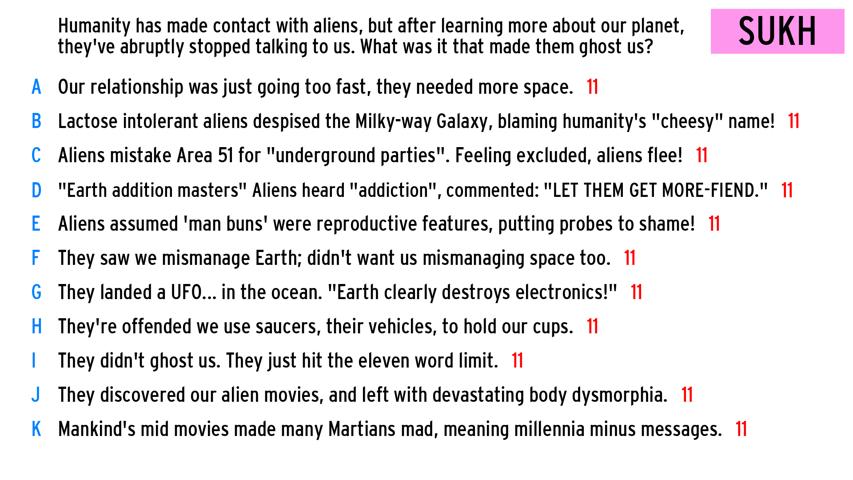 Humanity has made contact with aliens, but after learning more about our planet,
they've abruptly stopped talking to us. What was it that made them ghost us?
SUKH
A Our relationship was just going too fast, they needed more space. 11
B Lactose intolerant aliens despised the Milky-way Galaxy, blaming humanity's "cheesy" name! 11
C Aliens mistake Area 51 for "underground parties". Feeling excluded, aliens flee! 11
D "Earth addition masters" Aliens heard "addiction", commented: "LET THEM GET MORE-FIEND." 11
E Aliens assumed 'man buns' were reproductive features, putting probes to shame! 11
F They saw we mismanage Earth; didn't want us mismanaging space too. 11
G They landed a UFO... in the ocean. "Earth clearly destroys electronics!" 11
H They're offended we use saucers, their vehicles, to hold our cups. 11
I They didn't ghost us. They just hit the eleven word limit. 11
J They discovered our alien movies, and left with devastating body dysmorphia. 11
K Mankind's mid movies made many Martians mad, meaning millennia minus messages. 11